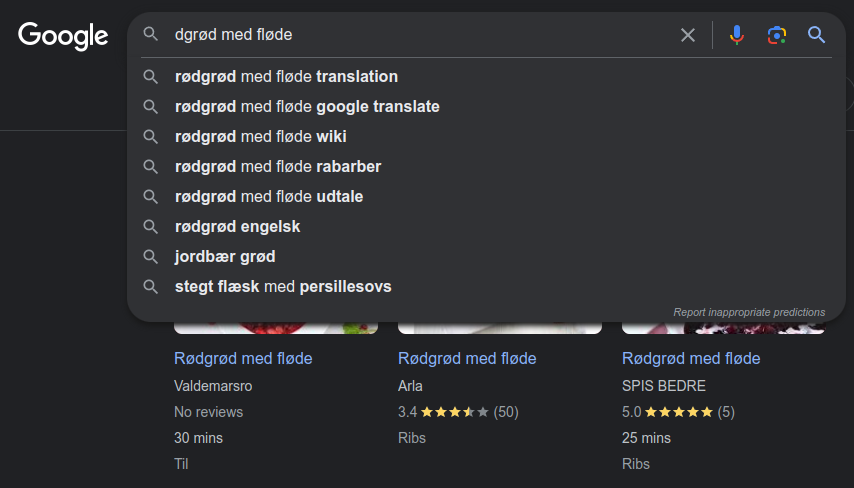 Google
dgrød med fløde
rødgrød med fløde translation
rødgrød med fløde google translate
rødgrød med fløde wiki
rødgrød med fløde rabarber
rødgrød med fløde udtale
rødgrød engelsk
jordbær grød
stegt flæsk med persillesovs
Report inappropriate predictions
Rødgrød med fløde
Valdemarsro
No reviews
30 mins
Til
Rødgrød med fløde
Arla
3.4 (50)
Ribs
Rødgrød med fløde
SPIS BEDRE
5.0 (5)
25 mins
Ribs